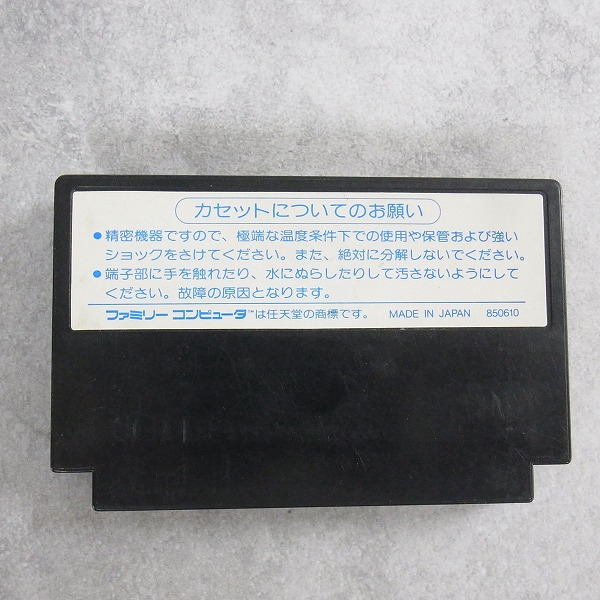 カセットについてのお願い
●精密機器ですので、極端な温度条件下での使用や保管および強い
ショックをさけてください。また、絶対に分解しないでください。
●端子部に手を触れたり、水にぬらしたりして汚さないようにして
ください。故障の原因となります。
ファミリー コンピュータ™は任天堂の商標です。 MADE IN JAPAN 850610